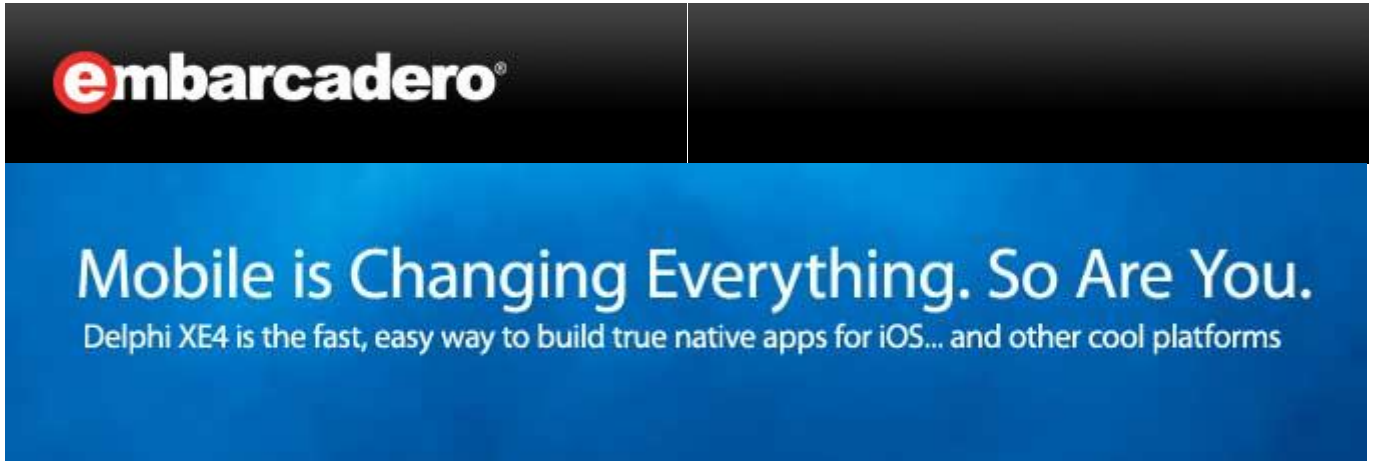 embarcadero®
Mobile is Changing Everything. So Are You.
Delphi XE4 is the fast, easy way to build true native apps for iOS... and other cool platforms